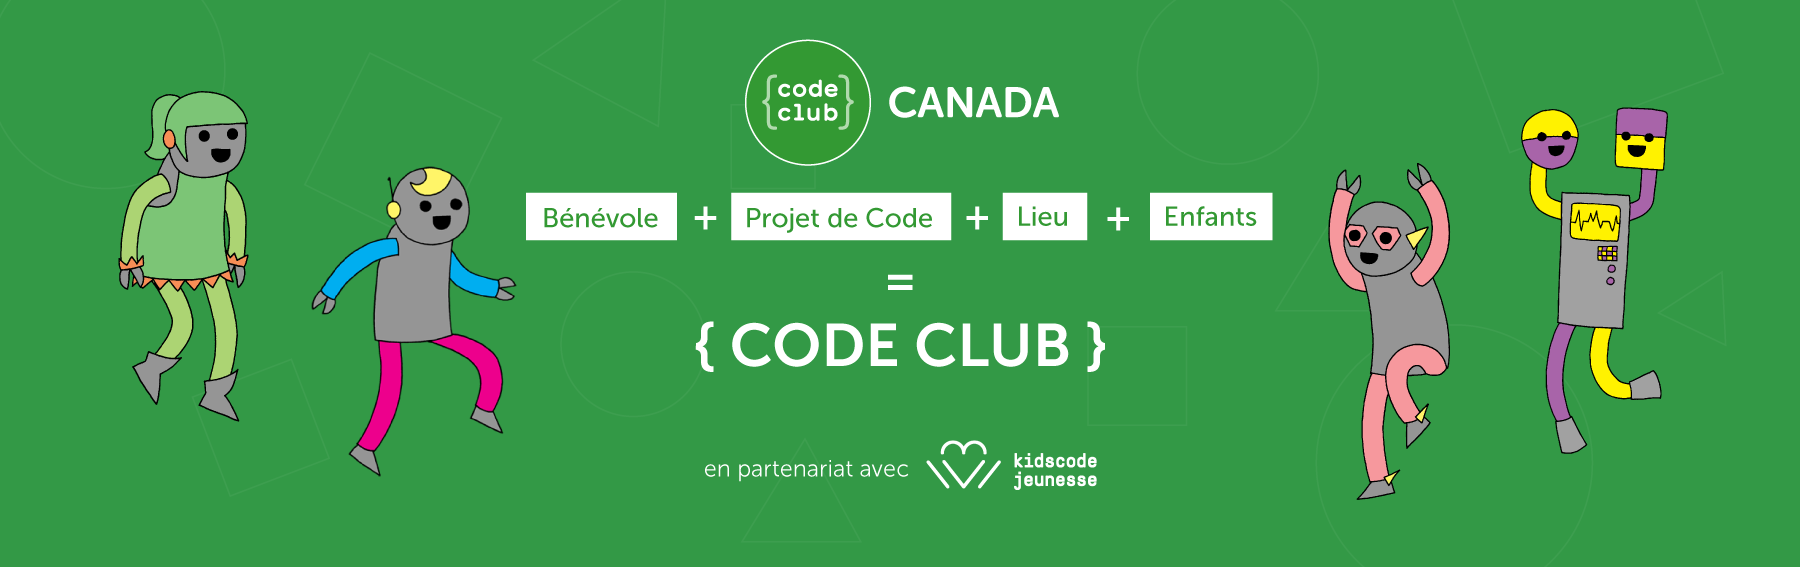 {code club} CANADA
Bénévole + Projet de Code + Lieu + Enfants
=
{ CODE CLUB }
en partenariat avec kidscode jeunesse